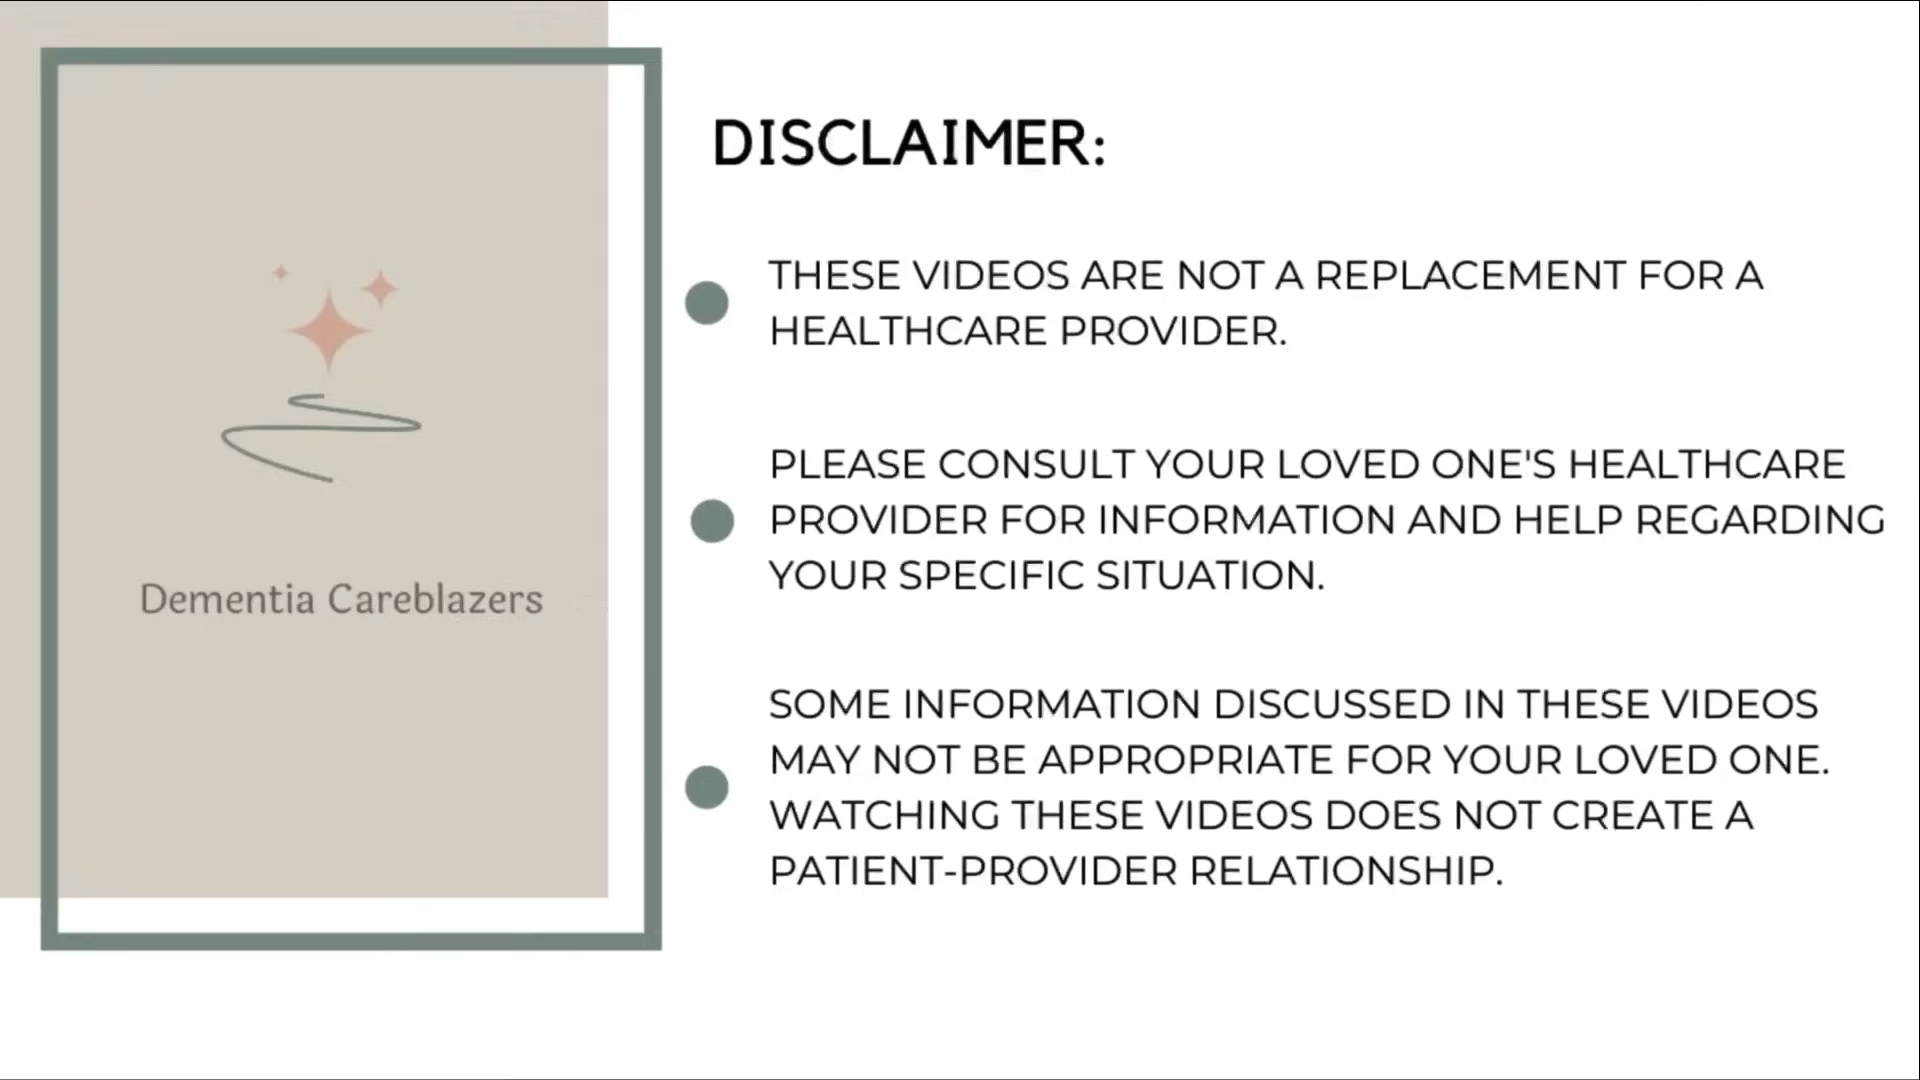 Dementia Careblazers
DISCLAIMER:
THESE VIDEOS ARE NOT A REPLACEMENT FOR A
HEALTHCARE PROVIDER.
PLEASE CONSULT YOUR LOVED ONE'S HEALTHCARE
PROVIDER FOR INFORMATION AND HELP REGARDING
YOUR SPECIFIC SITUATION.
SOME INFORMATION DISCUSSED IN THESE VIDEOS
MAY NOT BE APPROPRIATE FOR YOUR LOVED ONE.
WATCHING THESE VIDEOS DOES NOT CREATE A
PATIENT-PROVIDER RELATIONSHIP.